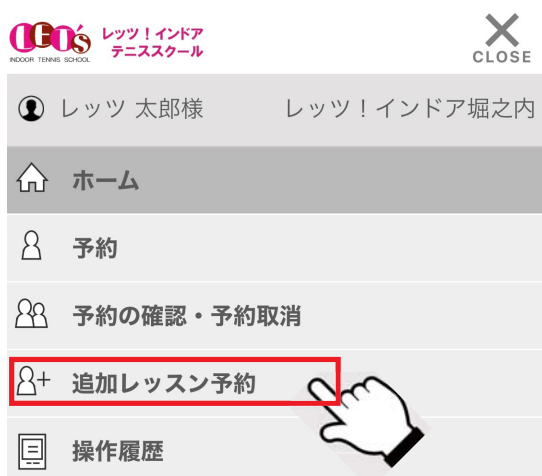 LEO's
INDOOR TENNIS SCHOOL
レッツ！インドア
テニススクール
CLOSE
レッツ 太郎様
レッツ！インドア堀之内
ホーム
予約
予約の確認・予約取消
追加レッスン予約
操作履歴